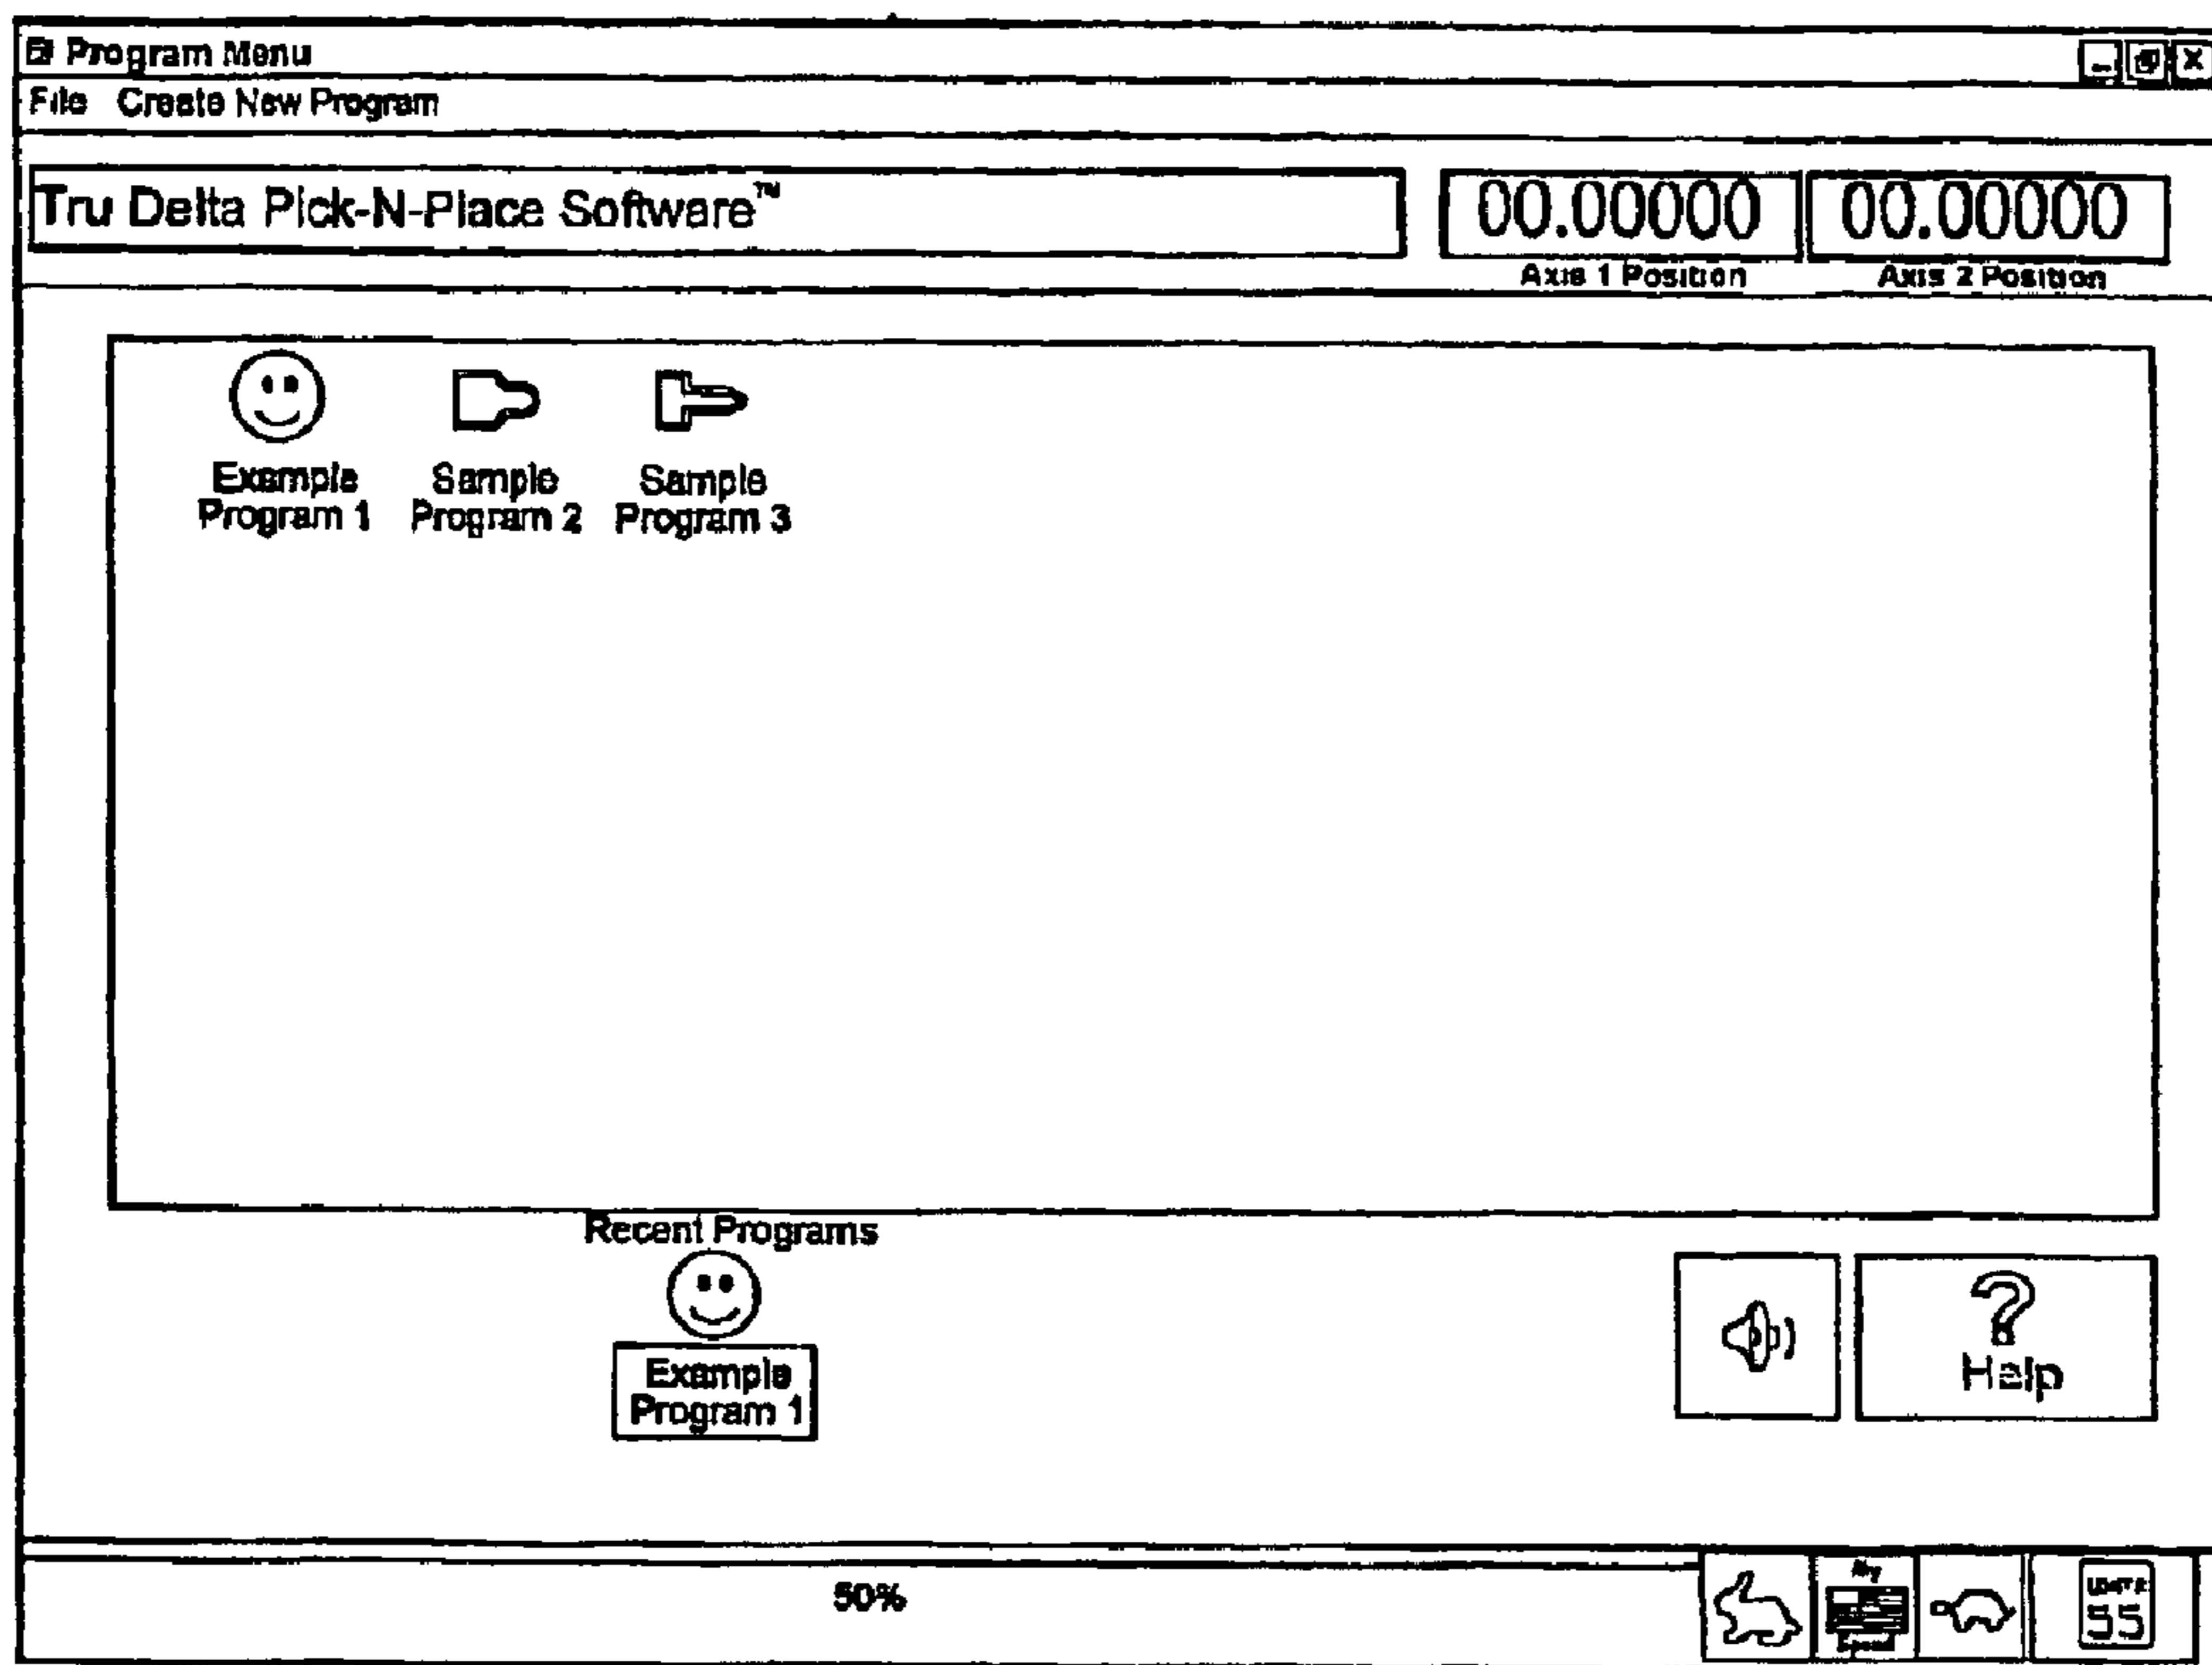 Program Menu
File Create New Program
Tru Delta Pick-N-Place Software™
00.00000 00.00000
Axis 1 Position Axis 2 Position
Example Sample Sample
Program 1 Program 2 Program 3
Recent Programs
Example
Program 1
?
Help
50%
My
Speed
55